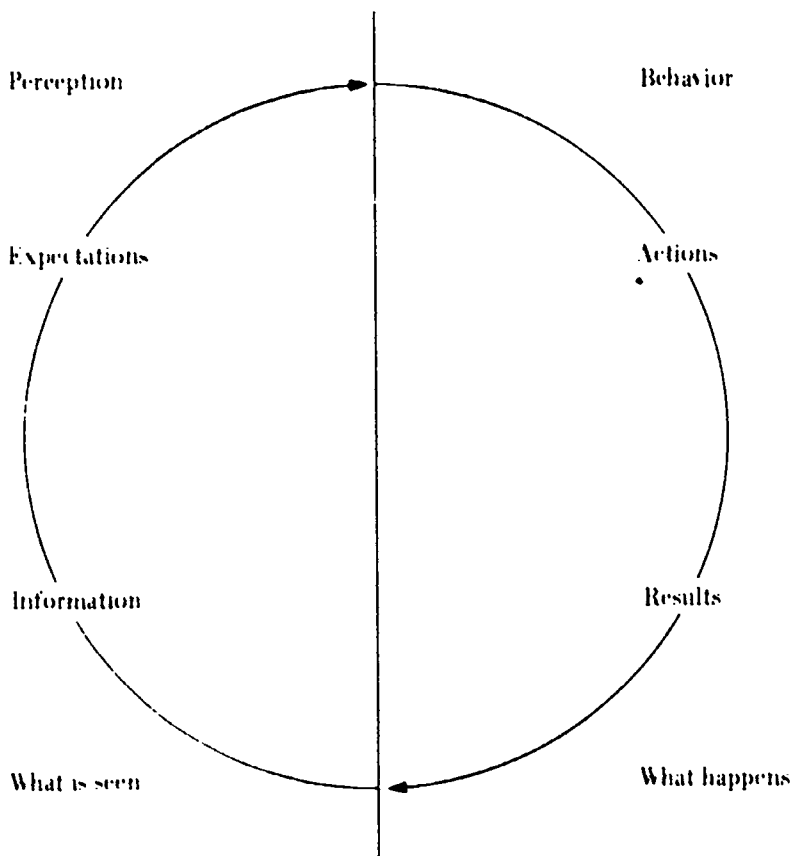 Perception
Behavior
Expectations
Actions
Information
Results
What is seen
What happens